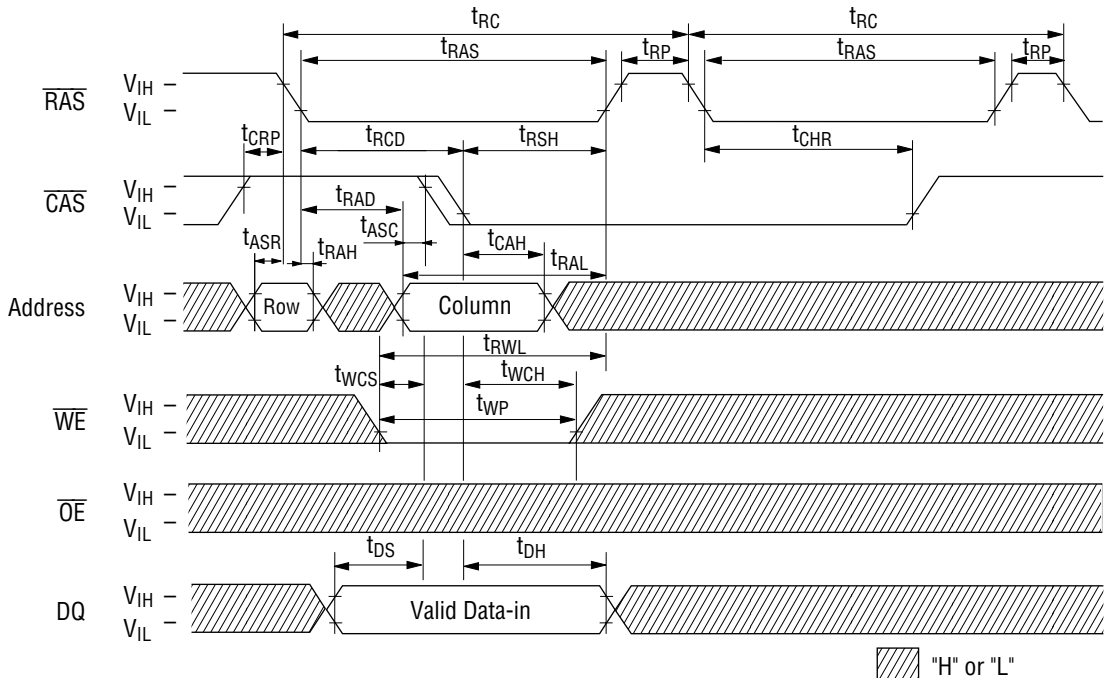 tRC tRC
tRAS tRP tRAS tRP
RAS VIH
VIL
tCRP tRCD tRSH tCHR
CAS VIH
VIL
tRAD
tASC tCAH
tASR tRAH tRAL
Address VIH
VIL
Row Column
tRWL
tWCS tWCH
WE VIH
VIL
tWP
OE VIH
VIL
tDS tDH
DQ VIH
VIL
Valid Data-in
"H" or "L"